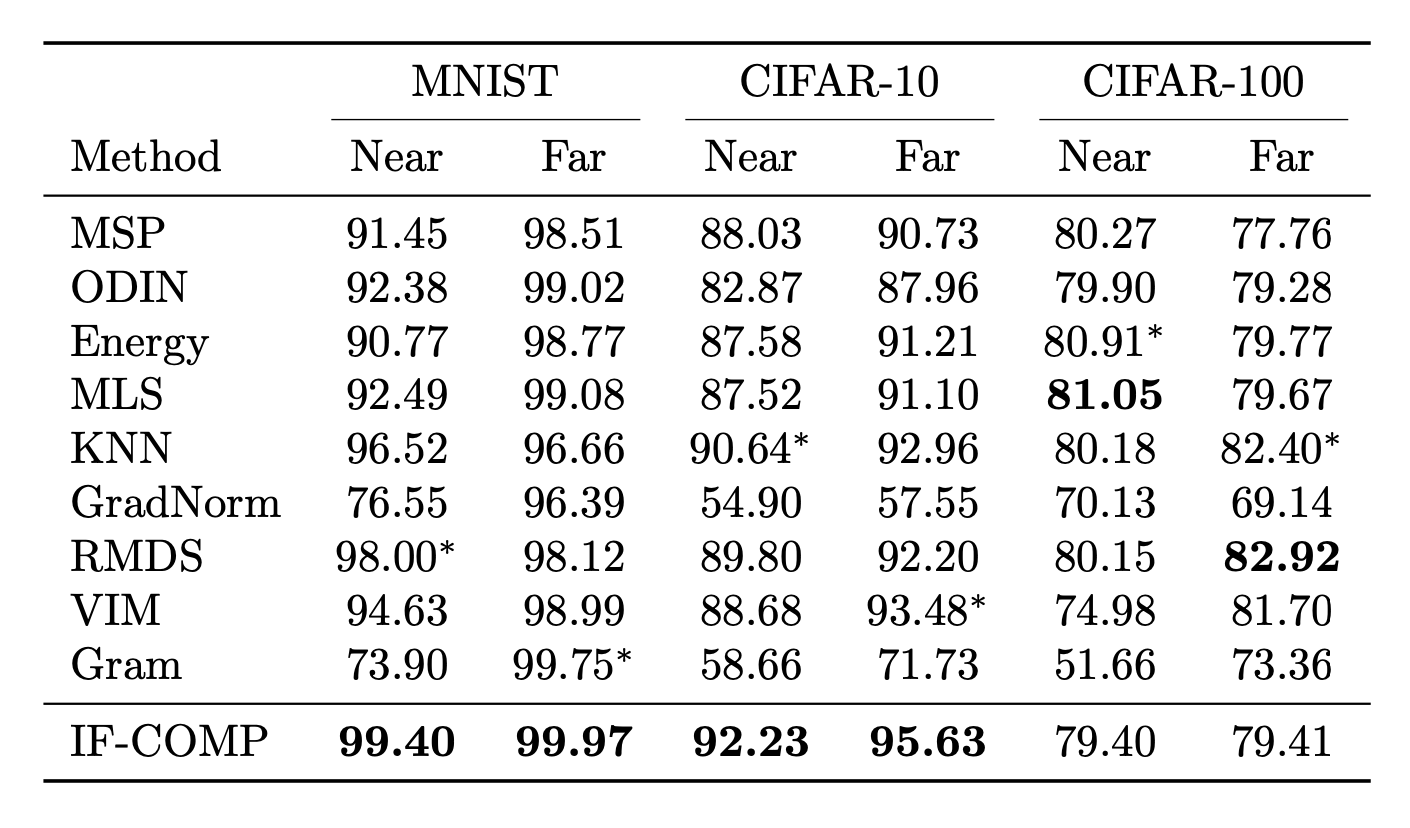 MNIST CIFAR-10 CIFAR-100
Method Near Far Near Far Near Far
MSP 91.45 98.51 88.03 90.73 80.27 77.76
ODIN 92.38 99.02 82.87 87.96 79.90 79.28
Energy 90.77 98.77 87.58 91.21 80.91* 79.77
MLS 92.49 99.08 87.52 91.10 81.05 79.67
KNN 96.52 96.66 90.64* 92.96 80.18 82.40*
GradNorm 76.55 96.39 54.90 57.55 70.13 69.14
RMDS 98.00* 98.12 89.80 92.20 80.15 82.92
VIM 94.63 98.99 88.68 93.48* 74.98 81.70
Gram 73.90 99.75* 58.66 71.73 51.66 73.36
IF-COMP 99.40 99.97 92.23 95.63 79.40 79.41